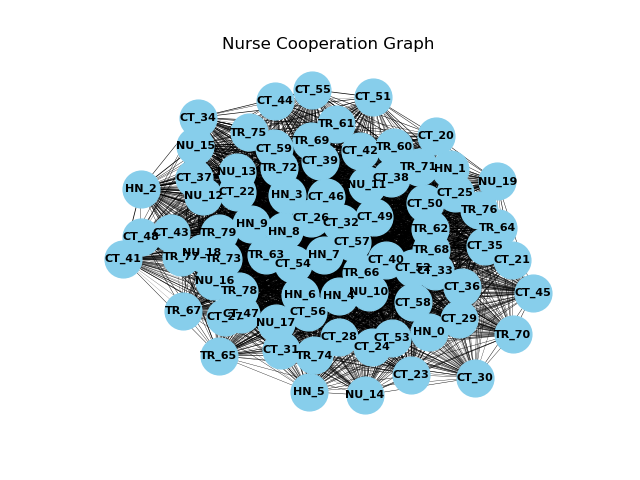 Nurse Cooperation Graph
CT_55
CT_44
CT_51
CT_34
TR_61
TR_75
CT_20
TR_69
NU_15
CT_59
CT_42
TR_60
CT_39
TR_72
TR_71
HN_1
NU_13
CT_37
CT_38
NU_19
HN_2
NU_11
CT_22
CT_25
NU_12
HN_3
CT_46
CT_50
TR_76
CT_26
CT_49
HN_9
CT_32
TR_64
TR_62
HN_8
TR_79
CT_43
CT_48
CT_57
CT_35
TR_68
NU_18
HN_7
TR_63
TR_77
TR_73
CT_41
CT_40
CT_21
CT_54
TR_66
NU_16
CT_36
TR_78
NU_10
CT_45
HN_6
HN_4
CT_58
TR_67
CT_56
CT_29
NU_17
HN_0
TR_70
CT_28
CT_53
CT_24
CT_31
TR_65
TR_74
CT_23
CT_30
HN_5
NU_14